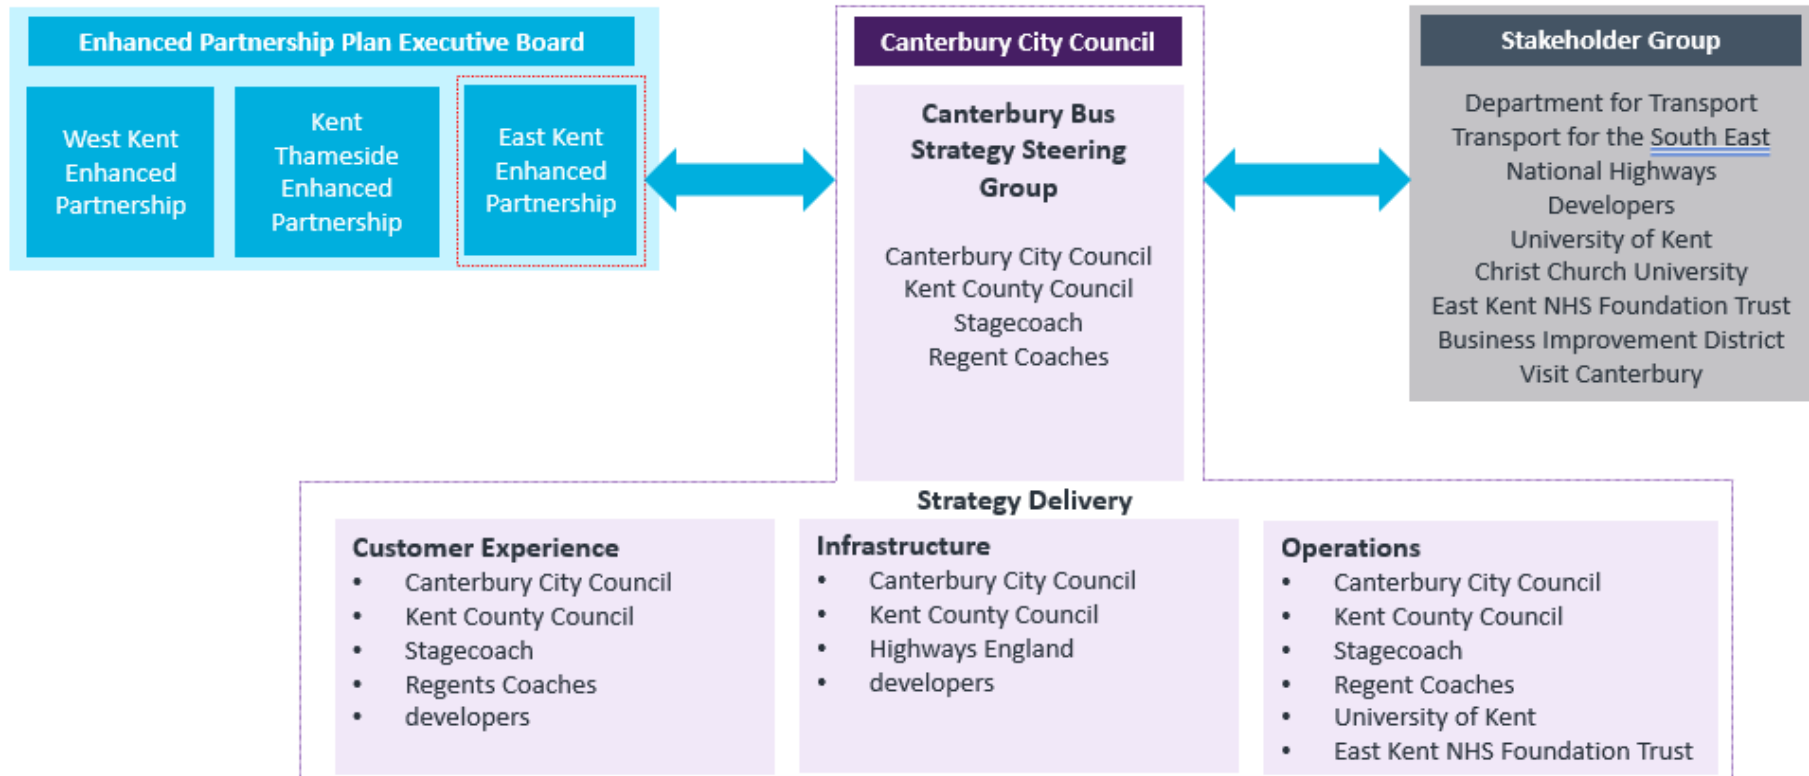 Enhanced Partnership Plan Executive Board
West Kent
Enhanced
Partnership
Kent
Thameside
Enhanced
Partnership
East Kent
Enhanced
Partnership
Canterbury City Council
Canterbury Bus
Strategy Steering
Group
Canterbury City Council
Kent County Council
Stagecoach
Regent Coaches
Stakeholder Group
Department for Transport
Transport for the South East
National Highways
Developers
University of Kent
Christ Church University
East Kent NHS Foundation Trust
Business Improvement District
Visit Canterbury
Strategy Delivery
Customer Experience
• Canterbury City Council
• Kent County Council
• Stagecoach
• Regents Coaches
• developers
Infrastructure
• Canterbury City Council
• Kent County Council
• Highways England
• developers
Operations
• Canterbury City Council
• Kent County Council
• Stagecoach
• Regent Coaches
• University of Kent
• East Kent NHS Foundation Trust